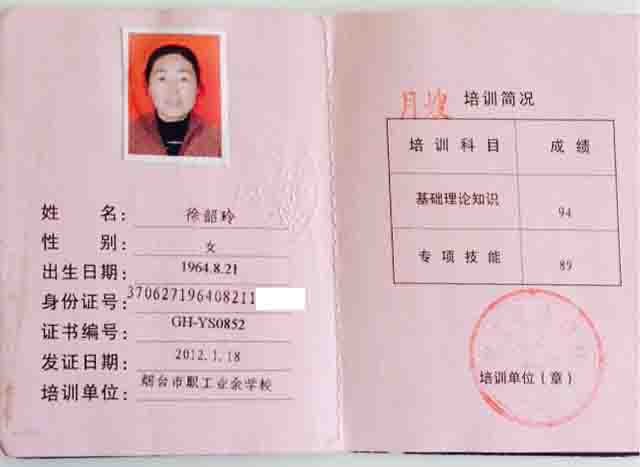 姓 名： 徐韶玲
性 别： 女
出生日期： 1964.8.21
身份证号： 37062719640821​1
证书编号： GH-YS0852
发证日期： 2012.1.18
培训单位： 烟台市职工业余学校
月嫂 培训简况
培训科目 成绩
基础理论知识 94
专项技能 89
培训单位（章）